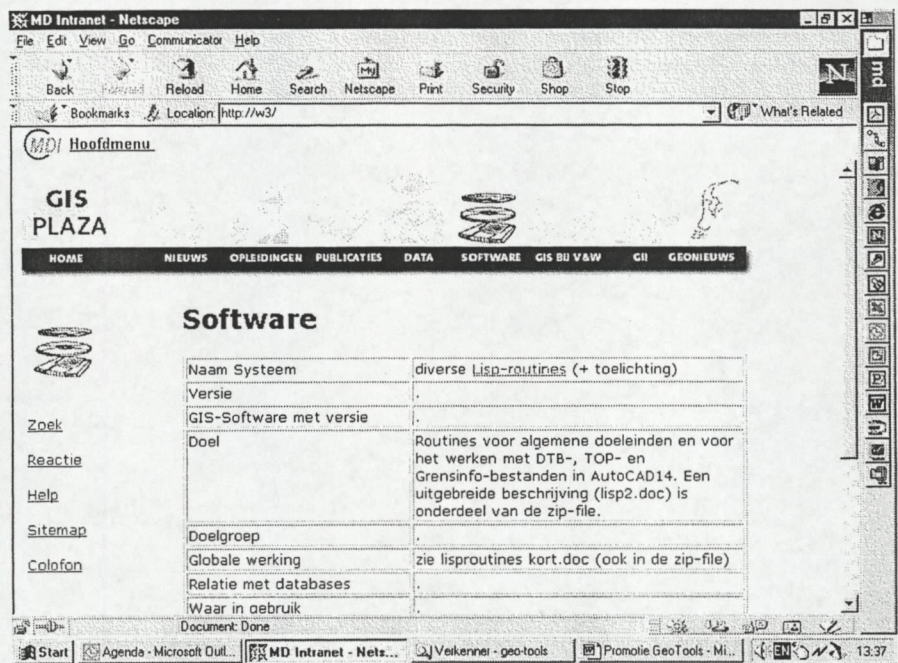 MD Intranet - Netscape
File Edit View Go Communicator Help
Back Forward Reload Home Search Netscape Print Security Shop Stop
Bookmarks Location: http://w3/ What's Related
md
MDI Hoofdmenu
GIS
PLAZA
HOME NIEUWS OPLEIDINGEN PUBLICATIES DATA SOFTWARE GIS BIJ V&W GII GEONIEUWS
Software
Naam Systeem diverse Lisp-routines (+ toelichting)
Versie .
GIS-Software met versie .
Doel Routines voor algemene doeleinden en voor
het werken met DTB-, TOP- en
Grensinfo-bestanden in AutoCAD14. Een
uitgebreide beschrijving (lisp2.doc) is
onderdeel van de zip-file.
Doelgroep .
Globale werking zie lisproutines kort.doc (ook in de zip-file)
Relatie met databases .
Waar in gebruik .
Zoek
Reactie
Help
Sitemap
Colofon
Document: Done
Start Agenda - Microsoft Outl... MD Intranet - Nets... Verkenner - geo-tools Promotie GeoTools - Mi... EN 13:37